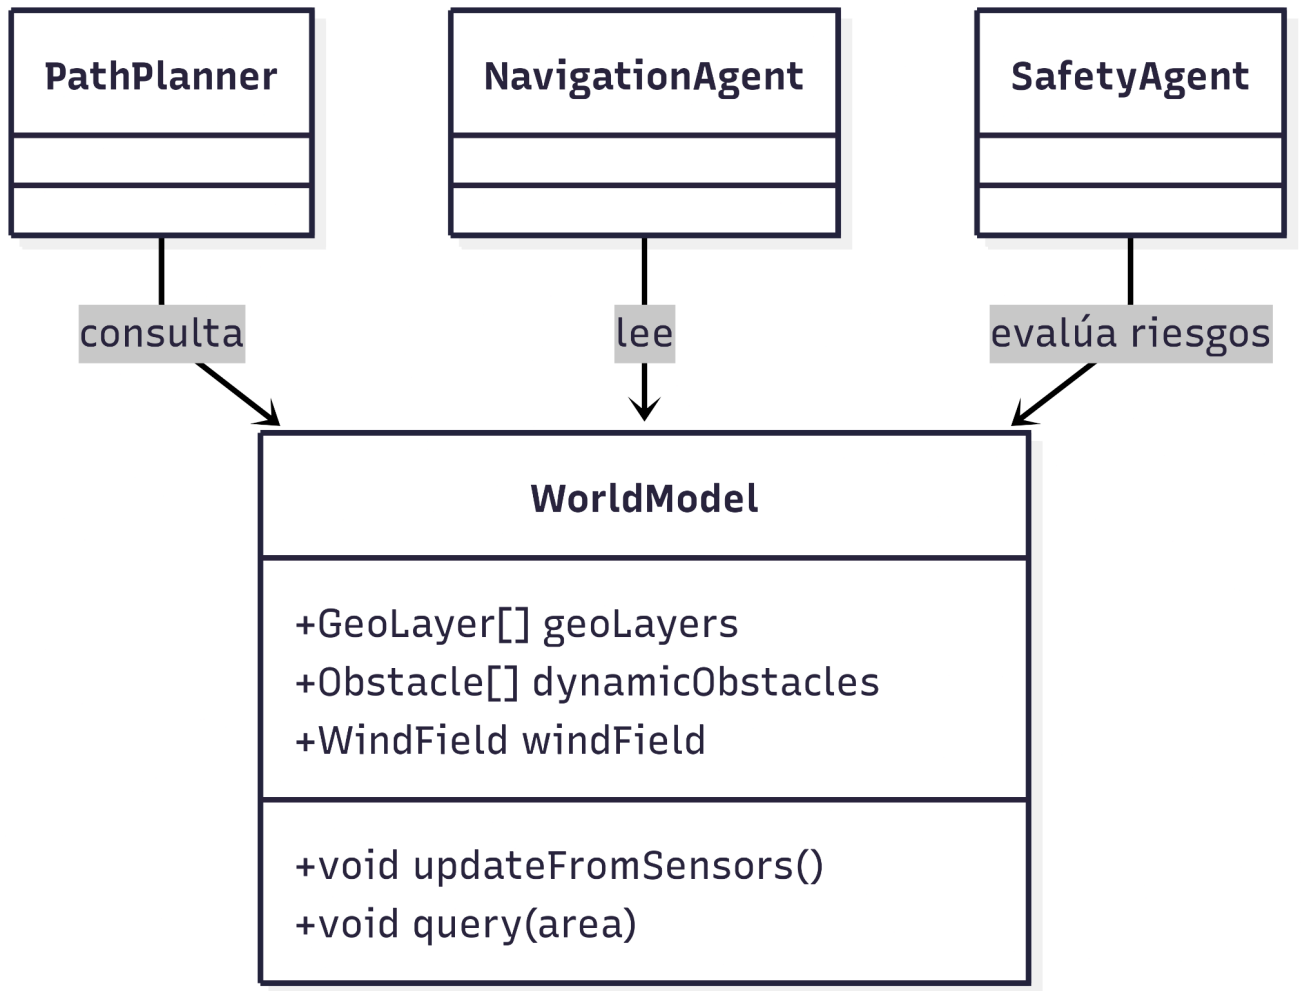 PathPlanner
NavigationAgent
SafetyAgent
consulta
lee
evalúa riesgos
WorldModel
+GeoLayer[] geoLayers
+Obstacle[] dynamicObstacles
+WindField windField
+void updateFromSensors()
+void query(area)